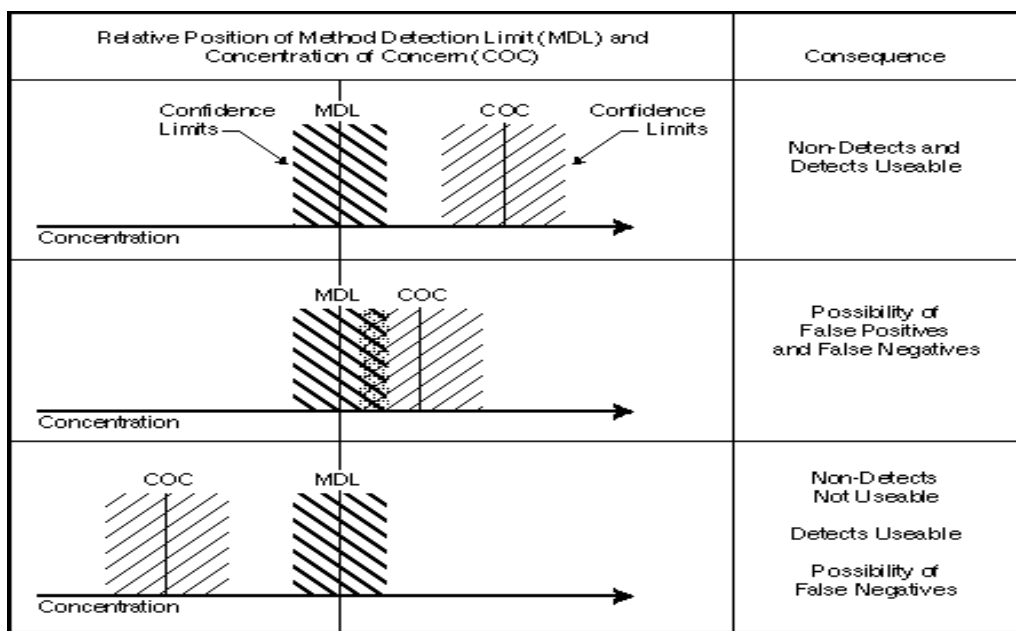 Relative Position of Method Detection Limit (MDL) and
Concentration of Concern (COC)
Consequence
Confidence
Limits
MDL
COC
Confidence
Limits
Non-Detects and
Detects Useable
Concentration
MDL
COC
Possibility of
False Positives
and False Negatives
Concentration
COC
MDL
Non-Detects
Not Useable
Detects Useable
Possibility of
False Negatives
Concentration